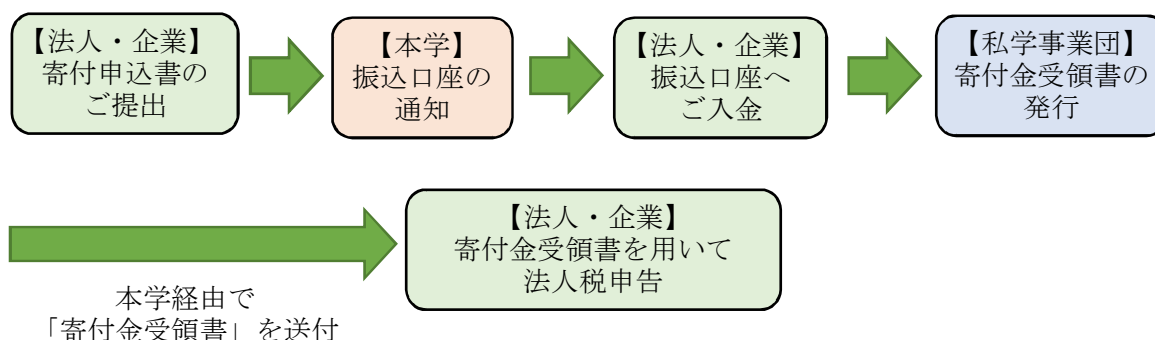 【法人・企業】
寄付申込書の
ご提出
【本学】
振込口座の
通知
【法人・企業】
振込口座へ
ご入金
【私学事業団】
寄付金受領書の
発行
本学経由で
「寄付金受領書」を送付
【法人・企業】
寄付金受領書を用いて
法人税申告